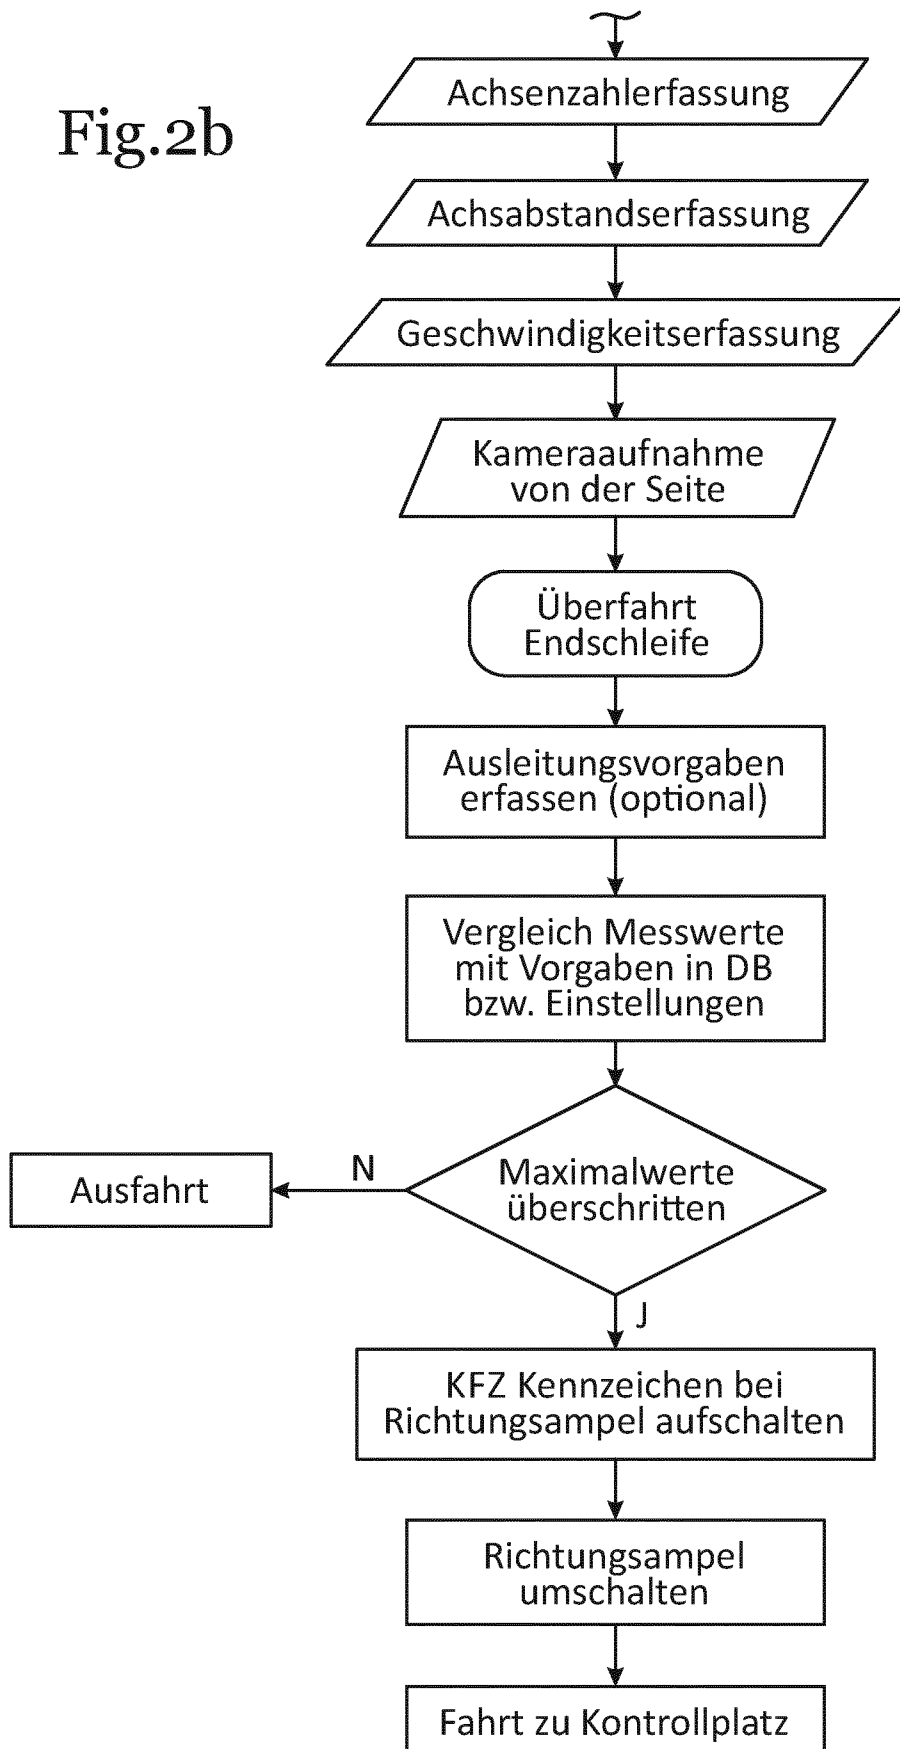 Fig.2b
Achsenzahlerfassung
Achsabstandserfassung
Geschwindigkeitserfassung
Kameraaufnahme
von der Seite
Überfahrt
Endschleife
Ausleitungsvorgaben
erfassen (optional)
Vergleich Messwerte
mit Vorgaben in DB
bzw. Einstellungen
Maximalwerte
überschritten
N
Ausfahrt
J
KFZ Kennzeichen bei
Richtungsampel aufschalten
Richtungsampel
umschalten
Fahrt zu Kontrollplatz